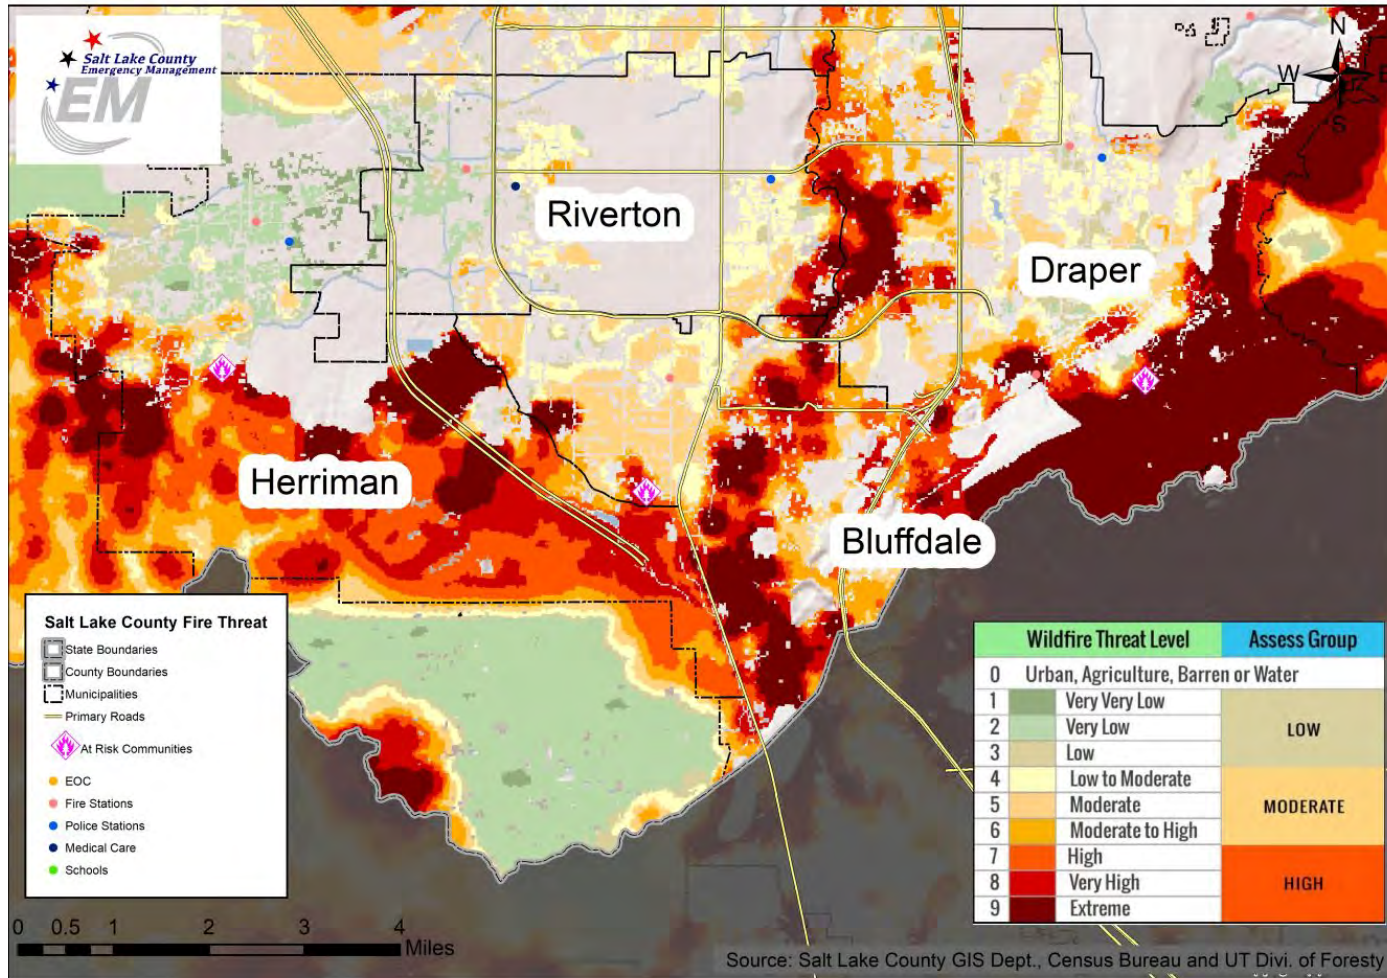 Salt Lake County
Emergency Management
EM
N
W
E
S
Riverton
Draper
Herriman
Bluffdale
Salt Lake County Fire Threat
State Boundaries
County Boundaries
Municipalities
Primary Roads
At Risk Communities
EOC
Fire Stations
Police Stations
Medical Care
Schools
Wildfire Threat Level Assess Group
0 Urban, Agriculture, Barren or Water
1 Very Very Low
2 Very Low
3 Low
LOW
4 Low to Moderate
5 Moderate
6 Moderate to High
MODERATE
7 High
8 Very High
9 Extreme
HIGH
0 0.5 1 2 3 4
Miles
Source: Salt Lake County GIS Dept., Census Bureau and UT Divi. of Foresty